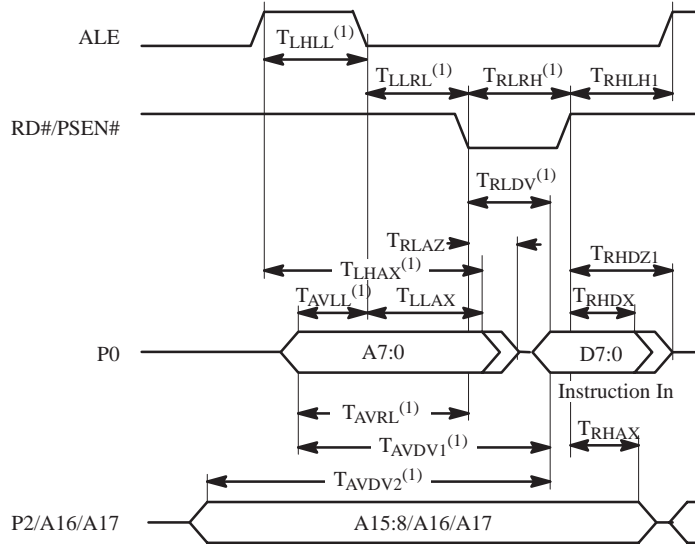 ALE
T_LHLL(1)
T_LLRL(1) T_RLRH(1) T_RHLH1
RD#/PSEN#
T_RLDV(1)
T_RLAZ T_RHDZ1
T_LHAX(1)
T_AVLL(1) T_LLAX T_RHDX
P0 A7:0 D7:0
Instruction In
T_AVRL(1)
T_RHAX
T_AVDV1(1)
T_AVDV2(1)
P2/A16/A17 A15:8/A16/A17